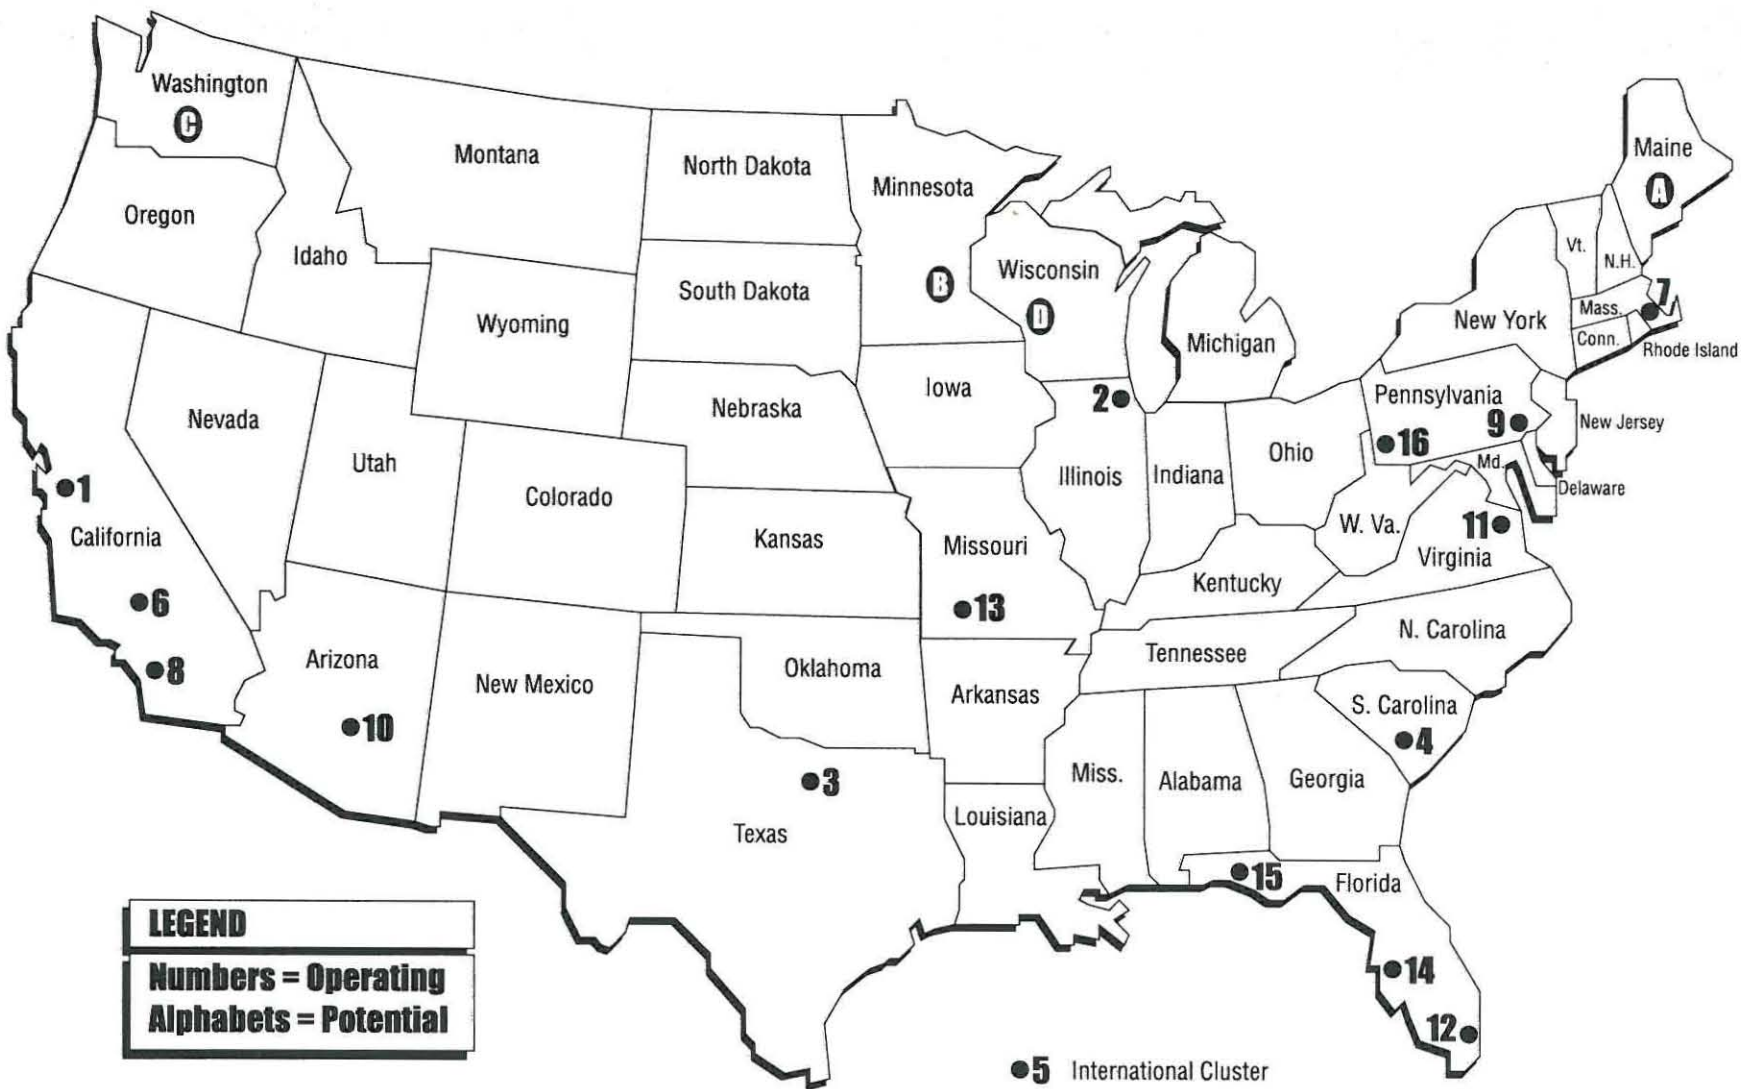 Washington
C
Oregon
Idaho
Montana
North Dakota
Minnesota
South Dakota
B
Wisconsin
D
Wyoming
Michigan
Maine
A
Vt.
N.H.
7
Mass.
New York
Conn.
Rhode Island
Nevada
Utah
Nebraska
Iowa
2
Pennsylvania
9
16
New Jersey
Ohio
Md.
Delaware
1
California
Colorado
Kansas
Missouri
Illinois
Indiana
W. Va.
11
Virginia
Kentucky
6
8
13
Arizona
10
New Mexico
Oklahoma
Arkansas
Tennessee
N. Carolina
S. Carolina
4
3
Texas
Louisiana
Miss.
Alabama
Georgia
15
Florida
14
12
LEGEND
Numbers = Operating
Alphabets = Potential
5 International Cluster